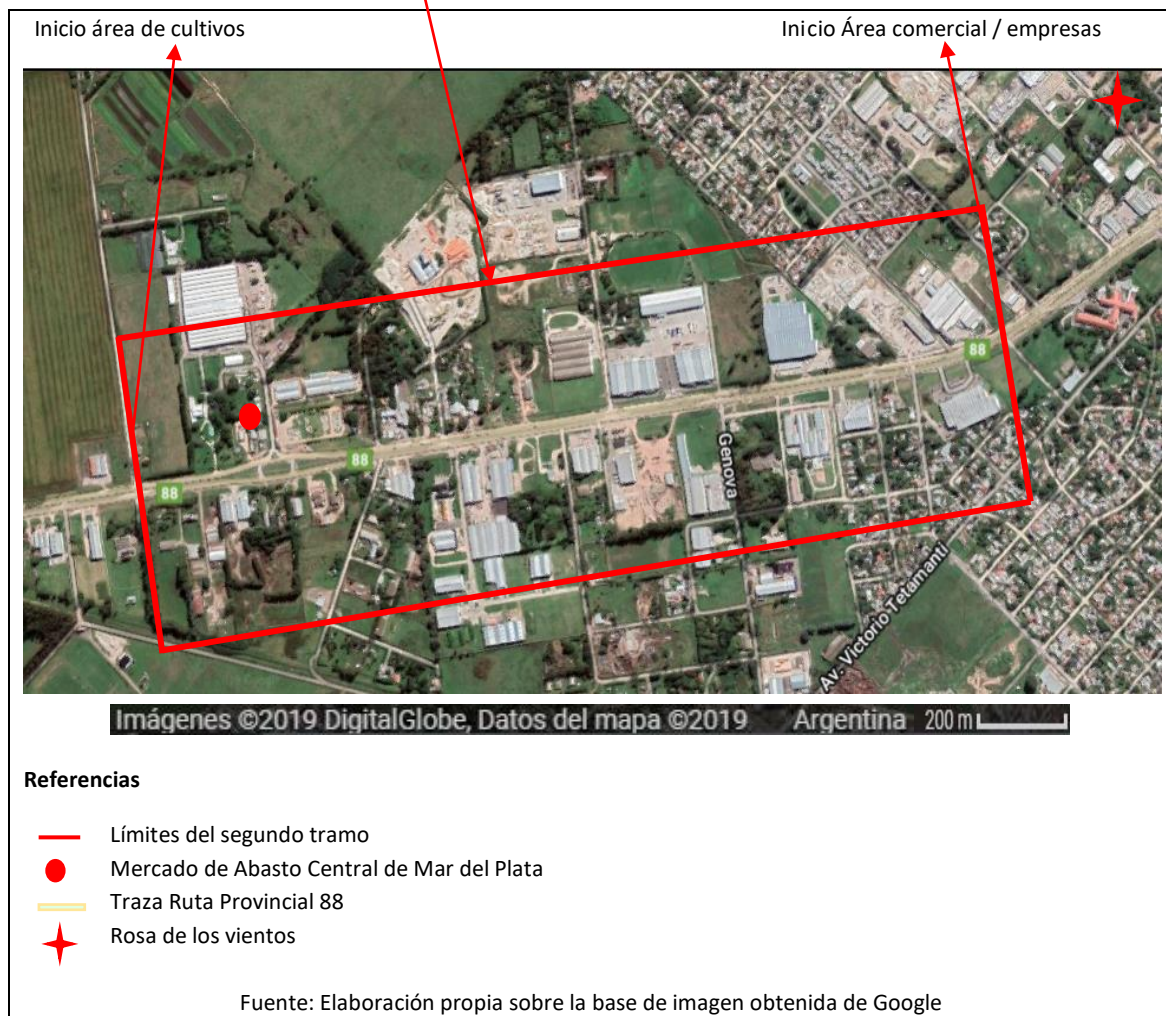 Inicio área de cultivos
Inicio Área comercial / empresas
88
88
88
Genova
Av. Victorio Tetamanti
Imágenes ©2019 DigitalGlobe, Datos del mapa ©2019 Argentina 200 m
Referencias
Límites del segundo tramo
Mercado de Abasto Central de Mar del Plata
Traza Ruta Provincial 88
Rosa de los vientos
Fuente: Elaboración propia sobre la base de imagen obtenida de Google